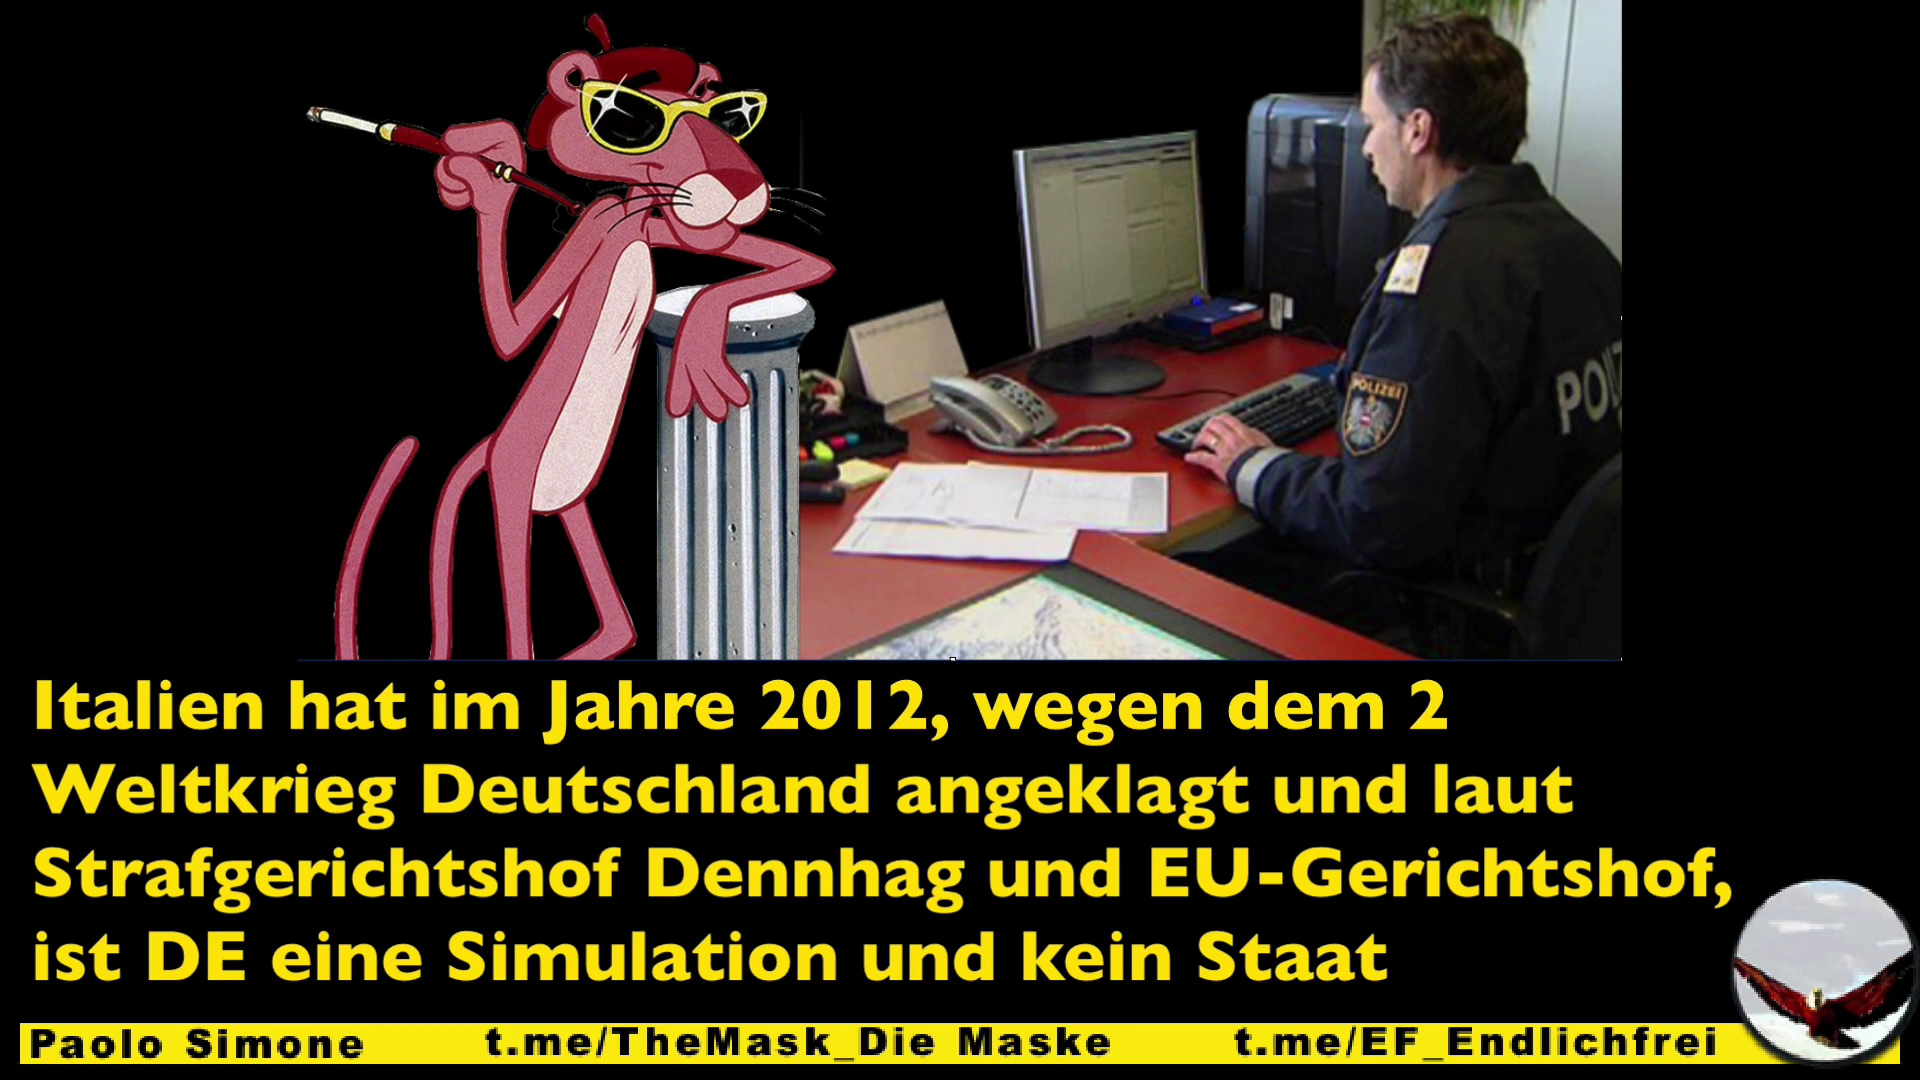 POLIZEI
Italien hat im Jahre 2012, wegen dem 2
Weltkrieg Deutschland angeklagt und laut
Strafgerichtshof Dennhag und EU-Gerichtshof,
ist DE eine Simulation und kein Staat
Paolo Simone t.me/TheMask_Die Maske t.me/EF_Endlichfrei